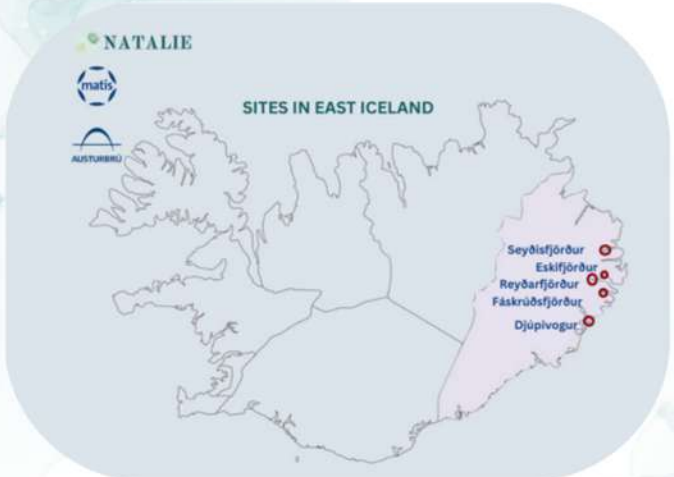 NATALIE
matis
AUSTURBRÚ
SITES IN EAST ICELAND
Seyðisfjörður
Eskifjörður
Reyðarfjörður
Fáskrúðsfjörður
Djúpivogur